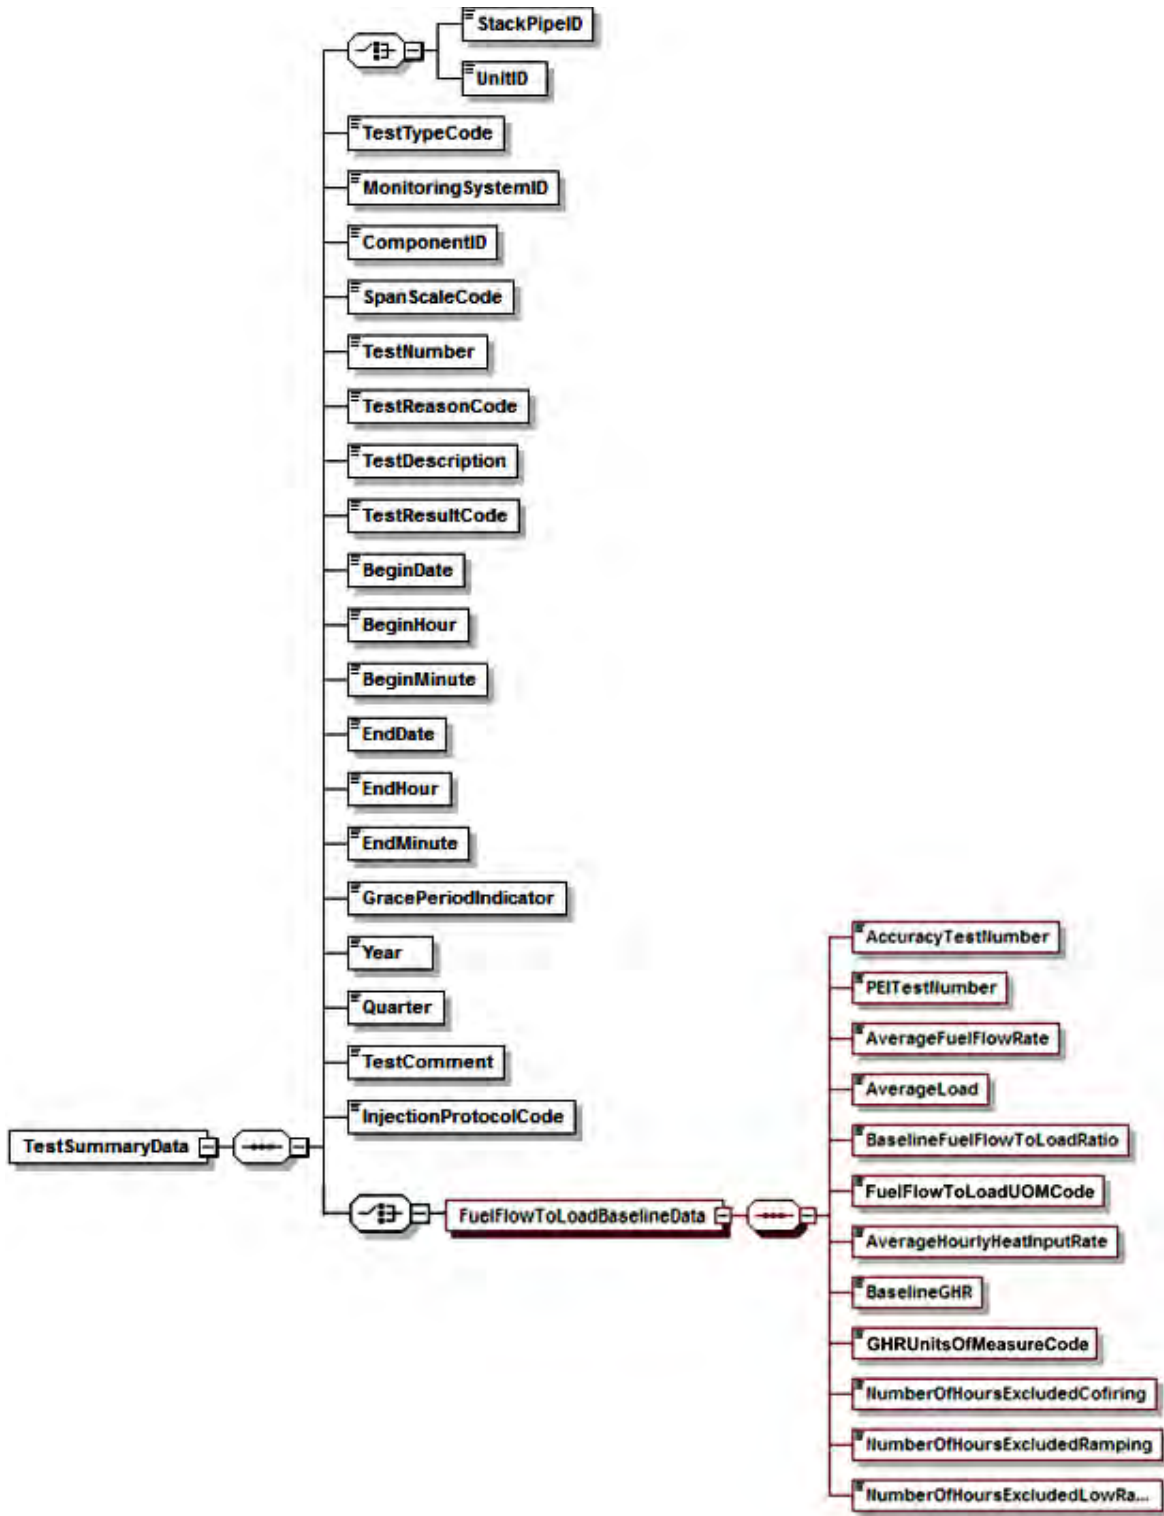 StackPipeID
UnitID
TestTypeCode
MonitoringSystemID
ComponentID
SpanScaleCode
TestNumber
TestReasonCode
TestDescription
TestResultCode
BeginDate
BeginHour
BeginMinute
EndDate
EndHour
EndMinute
GracePeriodIndicator
Year
Quarter
TestComment
InjectionProtocolCode
TestSummaryData
FuelFlowToLoadBaselineData
AccuracyTestNumber
PEITestNumber
AverageFuelFlowRate
AverageLoad
BaselineFuelFlowToLoadRatio
FuelFlowToLoadUOMCode
AverageHourlyHeatInputRate
BaselineGHR
GHRUnitsOfMeasureCode
NumberOfHoursExcludedCofiring
NumberOfHoursExcludedRamping
NumberOfHoursExcludedLowRa...